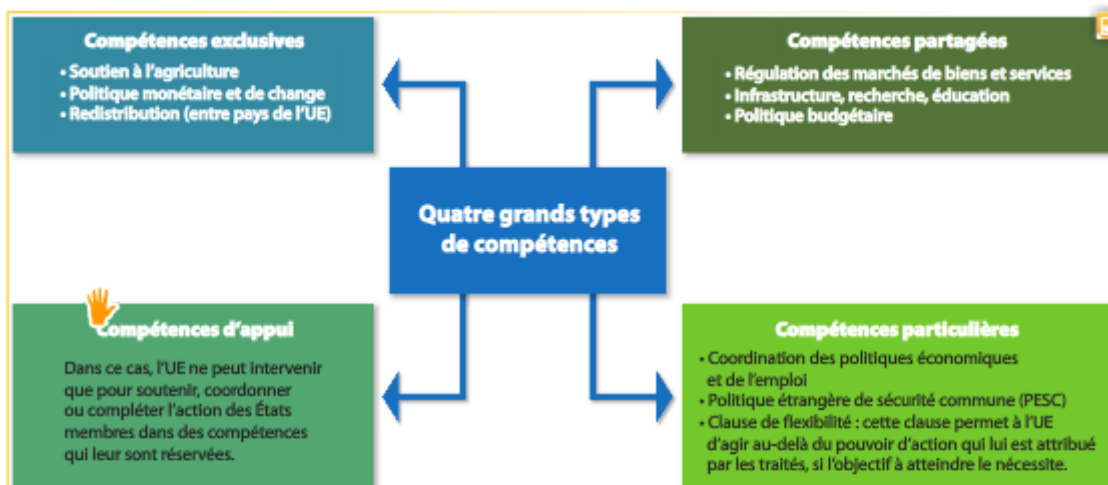 Compétences exclusives
• Soutien à l'agriculture
• Politique monétaire et de change
• Redistribution (entre pays de l'UE)
Compétences partagées
• Régulation des marchés de biens et services
• Infrastructure, recherche, éducation
• Politique budgétaire
Quatre grands types
de compétences
Compétences d'appui
Dans ce cas, l'UE ne peut intervenir
que pour soutenir, coordonner
ou compléter l'action des États
membres dans des compétences
qui leur sont réservées.
Compétences particulières
• Coordination des politiques économiques
et de l'emploi
• Politique étrangère de sécurité commune (PESC)
• Clause de flexibilité : cette clause permet à l'UE
d'agir au-delà du pouvoir d'action qui lui est attribué
par les traités, si l'objectif à atteindre le nécessite.